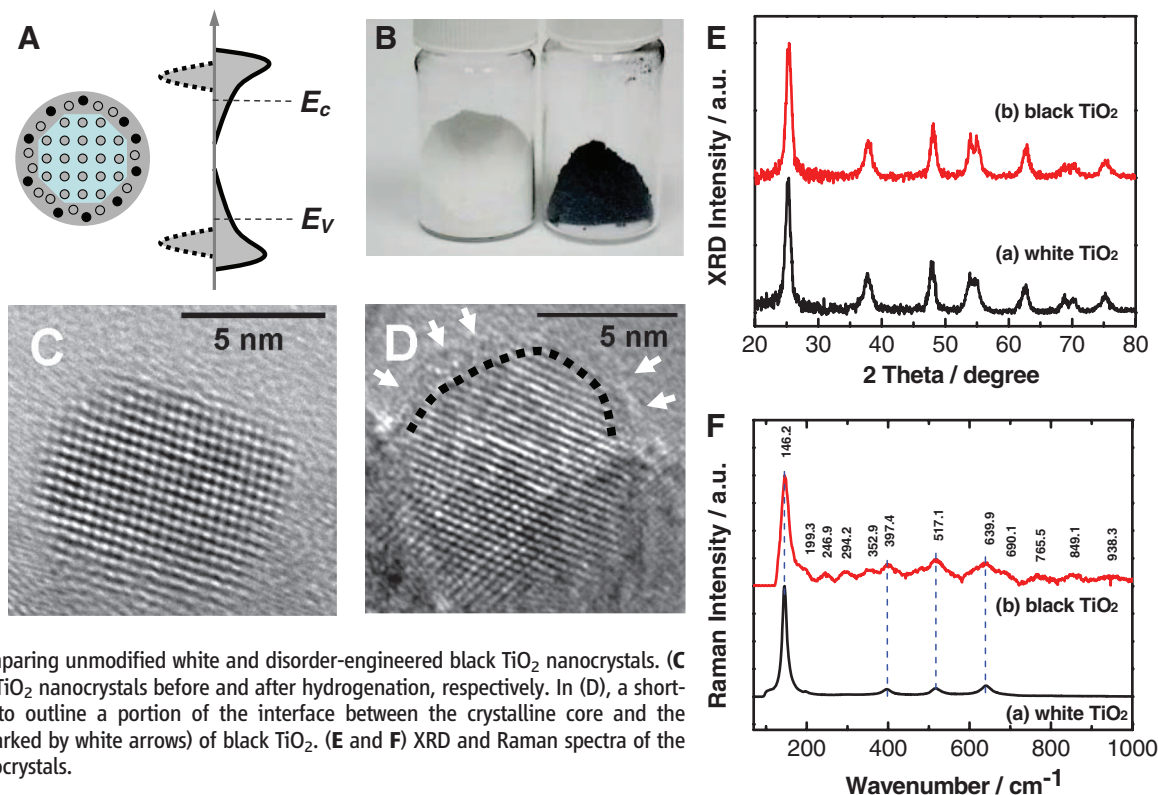 A
E_c
E_V
B
C
5 nm
D
5 nm
E
XRD Intensity / a.u.
(b) black TiO₂
(a) white TiO₂
20 30 40 50 60 70 80
2 Theta / degree
F
Raman Intensity / a.u.
146.2
199.3
246.9
294.2
352.9
397.4
517.1
639.9
690.1
765.5
849.1
938.3
(b) black TiO₂
(a) white TiO₂
200 400 600 800 1000
Wavenumber / cm⁻¹
paring unmodified white and disorder-engineered black TiO₂ nanocrystals. (C
TiO₂ nanocrystals before and after hydrogenation, respectively. In (D), a short-
to outline a portion of the interface between the crystalline core and the
arked by white arrows) of black TiO₂. (E and F) XRD and Raman spectra of the
ocrystals.